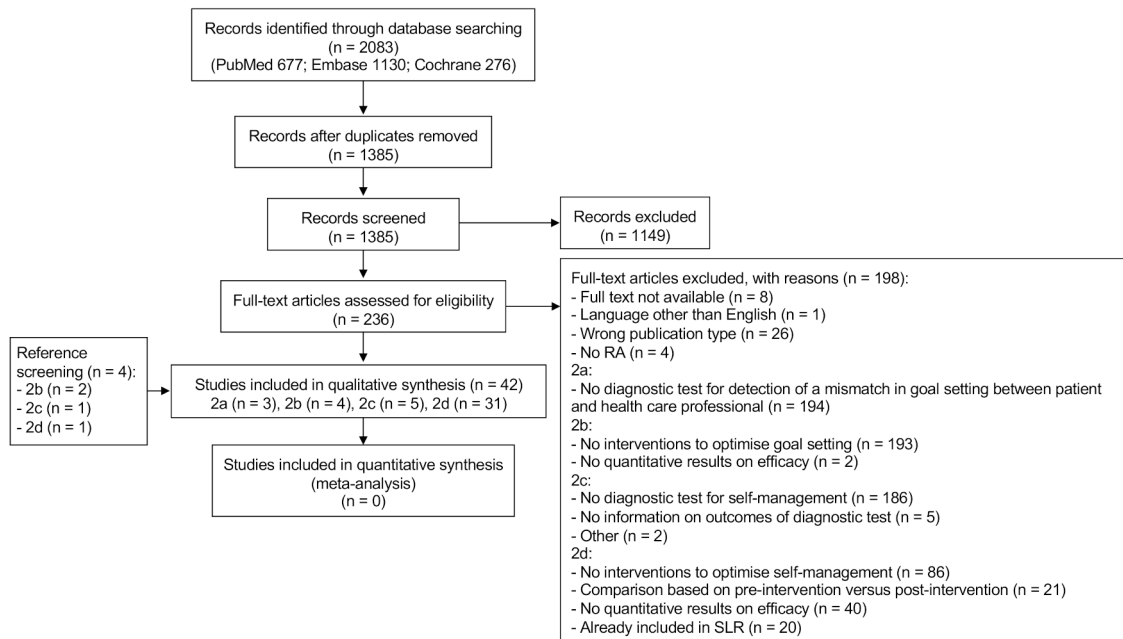 Records identified through database searching
(n = 2083)
(PubMed 677; Embase 1130; Cochrane 276)
Records after duplicates removed
(n = 1385)
Records screened
(n = 1385)
Records excluded
(n = 1149)
Full-text articles assessed for eligibility
(n = 236)
Full-text articles excluded, with reasons (n = 198):
- Full text not available (n = 8)
- Language other than English (n = 1)
- Wrong publication type (n = 26)
- No RA (n = 4)
2a:
- No diagnostic test for detection of a mismatch in goal setting between patient
and health care professional (n = 194)
2b:
- No interventions to optimise goal setting (n = 193)
- No quantitative results on efficacy (n = 2)
2c:
- No diagnostic test for self-management (n = 186)
- No information on outcomes of diagnostic test (n = 5)
- Other (n = 2)
2d:
- No interventions to optimise self-management (n = 86)
- Comparison based on pre-intervention versus post-intervention (n = 21)
- No quantitative results on efficacy (n = 40)
- Already included in SLR (n = 20)
Reference
screening (n = 4):
- 2b (n = 2)
- 2c (n = 1)
- 2d (n = 1)
Studies included in qualitative synthesis (n = 42)
2a (n = 3), 2b (n = 4), 2c (n = 5), 2d (n = 31)
Studies included in quantitative synthesis
(meta-analysis)
(n = 0)